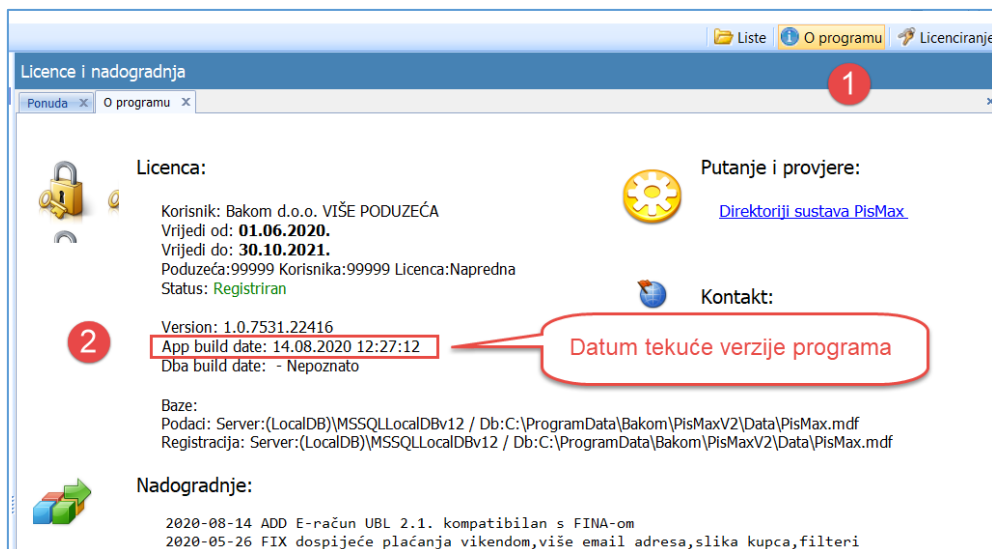 Liste O programu Licenciranje
1
Licence i nadogradnja
Ponuda x O programu x
Licenca:
Korisnik: Bakom d.o.o. VIŠE PODUZEĆA
Vrijedi od: 01.06.2020.
Vrijedi do: 30.10.2021.
Poduzeća:99999 Korisnika:99999 Licenca:Napredna
Status: Registriran
Putanje i provjere:
Direktoriji sustava PisMax
Kontakt:
2
Version: 1.0.7531.22416
App build date: 14.08.2020 12:27:12
Dba build date: - Nepoznato
Datum tekuće verzije programa
Baze:
Podaci: Server:(LocalDB)\MSSQLLocalDBv12 / Db:C:\ProgramData\Bakom\PisMaxV2\Data\PisMax.mdf
Registracija: Server:(LocalDB)\MSSQLLocalDBv12 / Db:C:\ProgramData\Bakom\PisMaxV2\Data\PisMax.mdf
Nadogradnje:
2020-08-14 ADD E-račun UBL 2.1. kompatibilan s FINA-om
2020-05-26 FIX dospijeće plaćanja vikendom,više email adresa,slika kupca,filteri